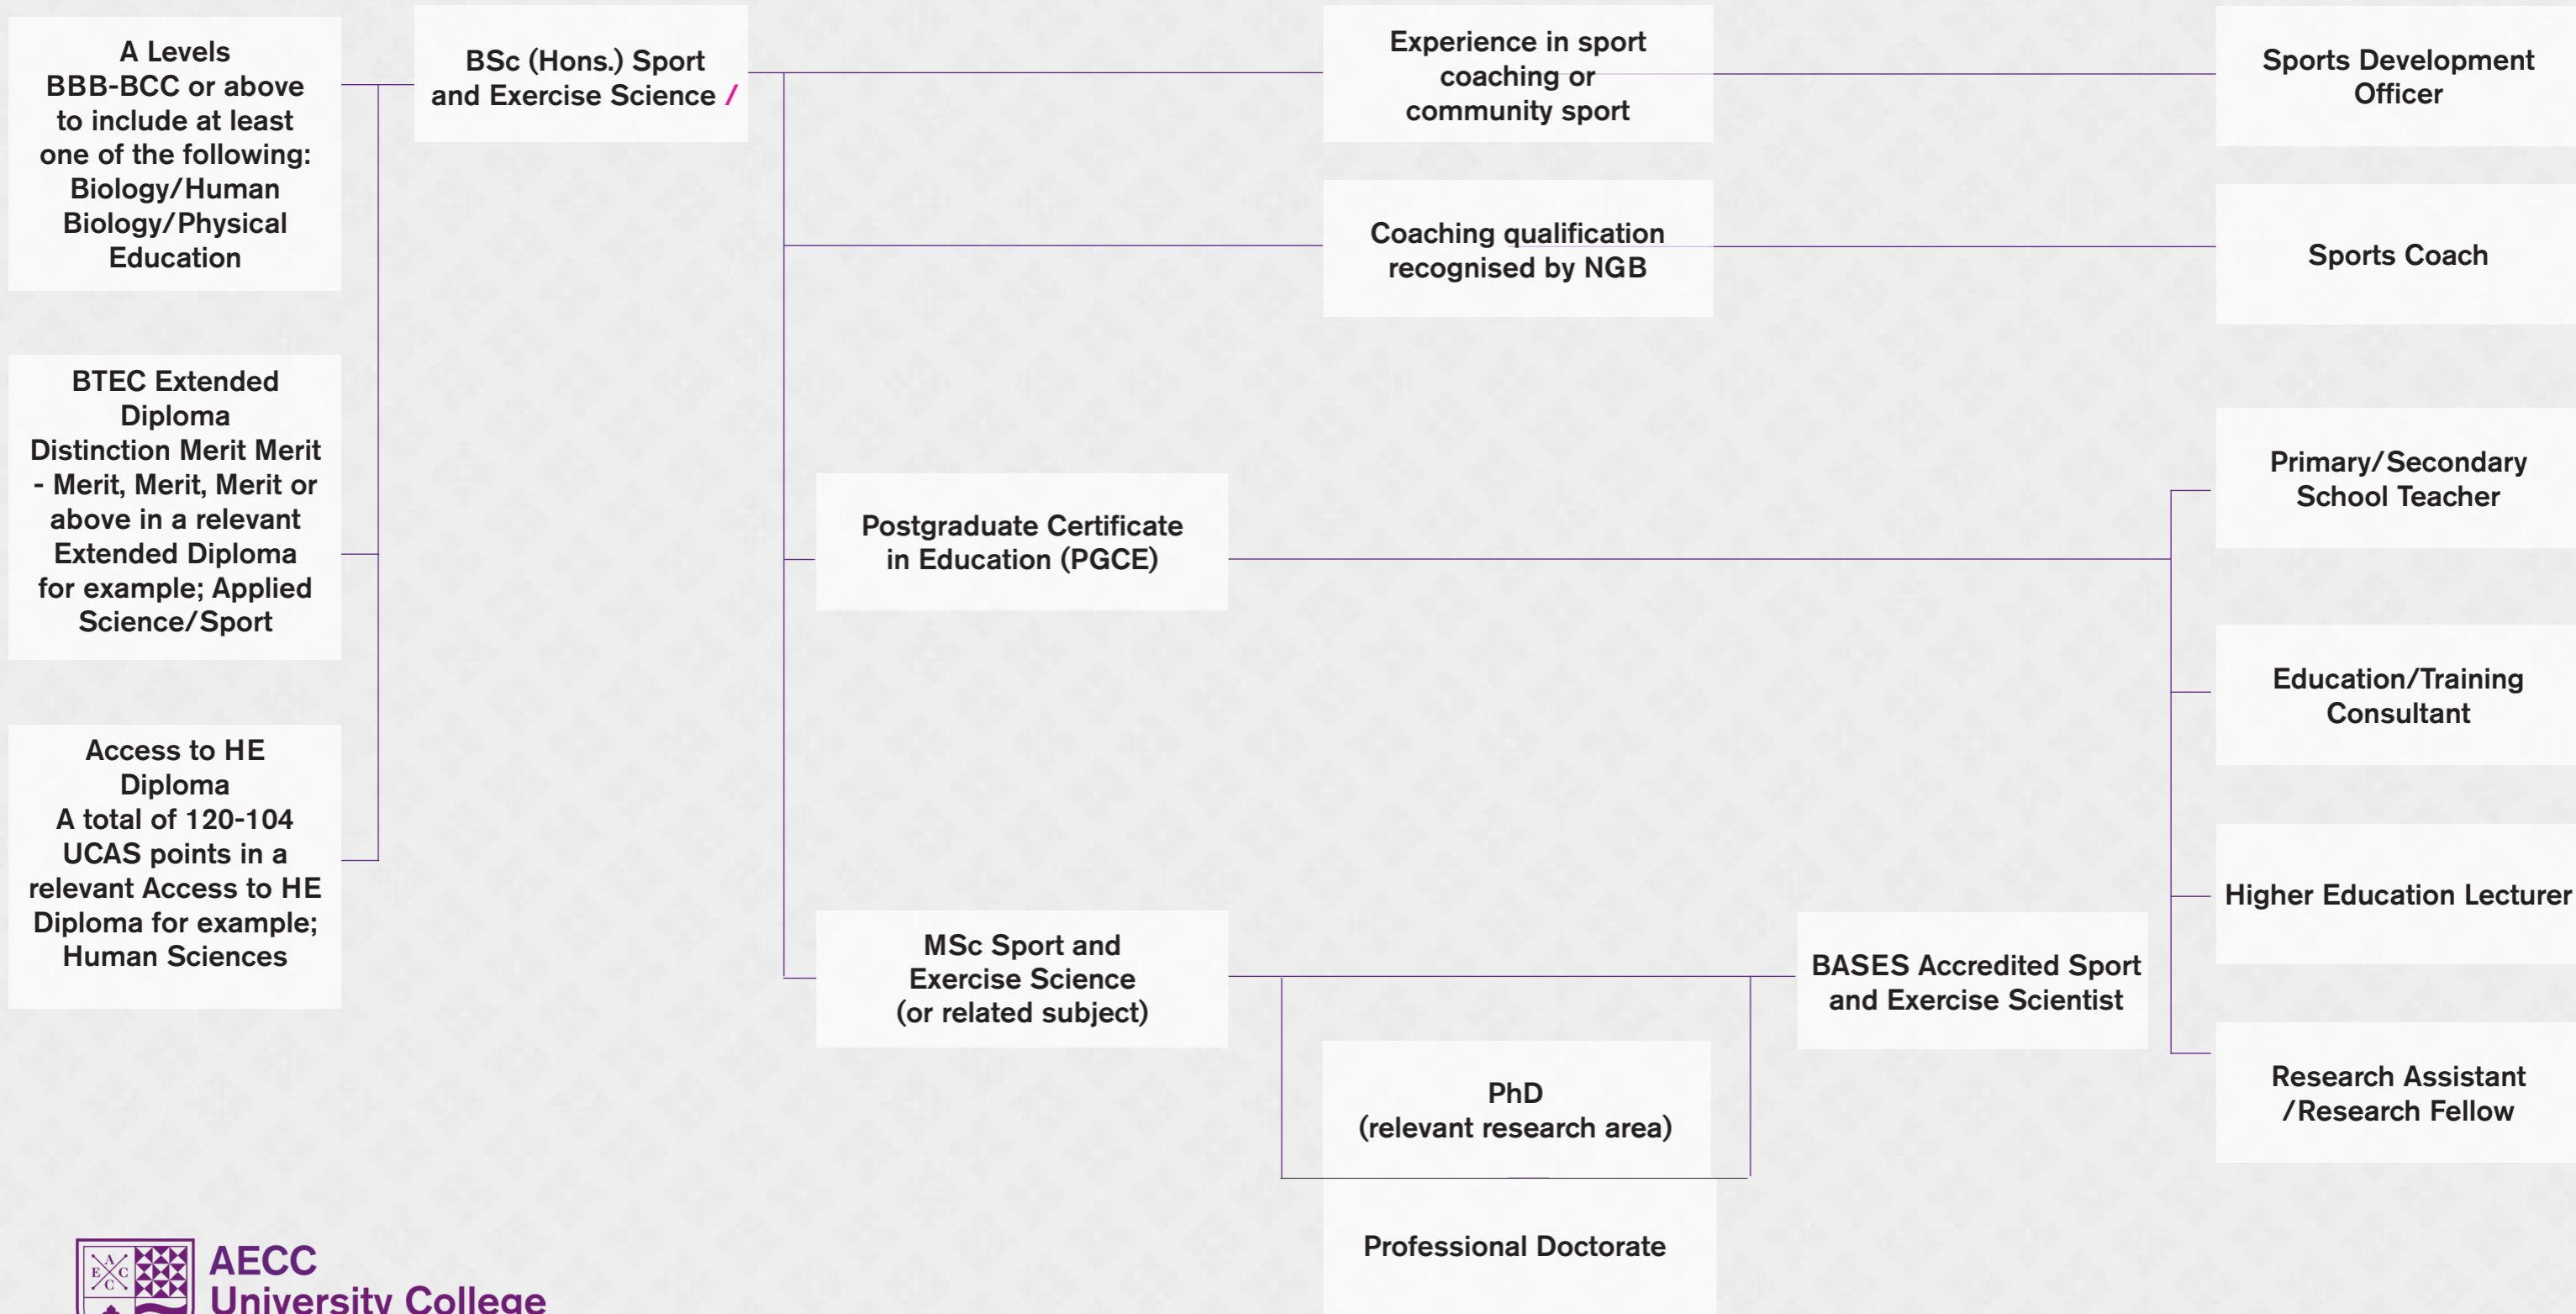 A Levels
BBB-BCC or above
to include at least
one of the following:
Biology/Human
Biology/Physical
Education
BTEC Extended
Diploma
Distinction Merit Merit
- Merit, Merit, Merit or
above in a relevant
Extended Diploma
for example; Applied
Science/Sport
Access to HE
Diploma
A total of 120-104
UCAS points in a
relevant Access to HE
Diploma for example;
Human Sciences
BSc (Hons.) Sport
and Exercise Science /
Postgraduate Certificate
in Education (PGCE)
MSc Sport and
Exercise Science
(or related subject)
Experience in sport
coaching or
community sport
Coaching qualification
recognised by NGB
PhD
(relevant research area)
Professional Doctorate
BASES Accredited Sport
and Exercise Scientist
Sports Development
Officer
Sports Coach
Primary/Secondary
School Teacher
Education/Training
Consultant
Higher Education Lecturer
Research Assistant
/Research Fellow
A
E C
C
AECC
University College